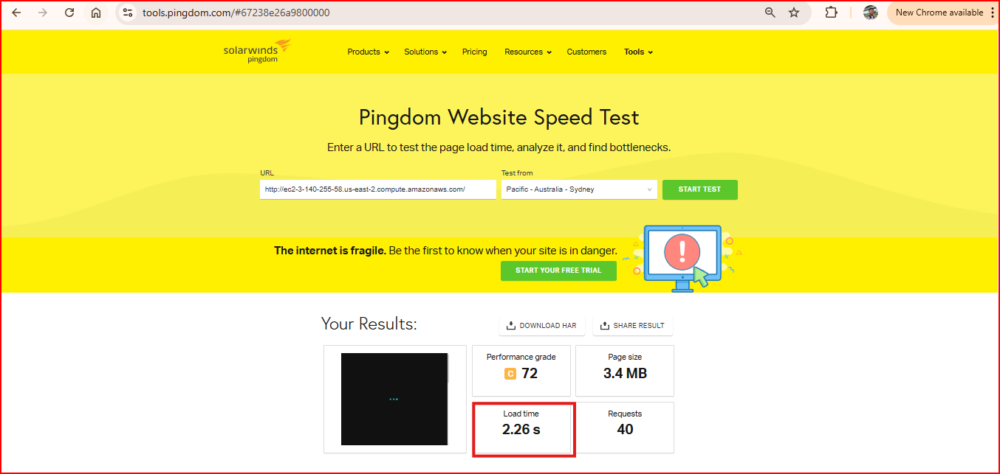 tools.pingdom.com/#67238e26a9800000
New Chrome available
solarwinds
pingdom
Products Solutions Pricing Resources Customers Tools
Pingdom Website Speed Test
Enter a URL to test the page load time, analyze it, and find bottlenecks.
URL
Test from
http://ec2-3-140-255-58.us-east-2.compute.amazonaws.com/
Pacific - Australia - Sydney
START TEST
The internet is fragile. Be the first to know when your site is in danger.
START YOUR FREE TRIAL
!
Your Results:
DOWNLOAD HAR
SHARE RESULT
Performance grade
C 72
Page size
3.4 MB
Load time
2.26 s
Requests
40